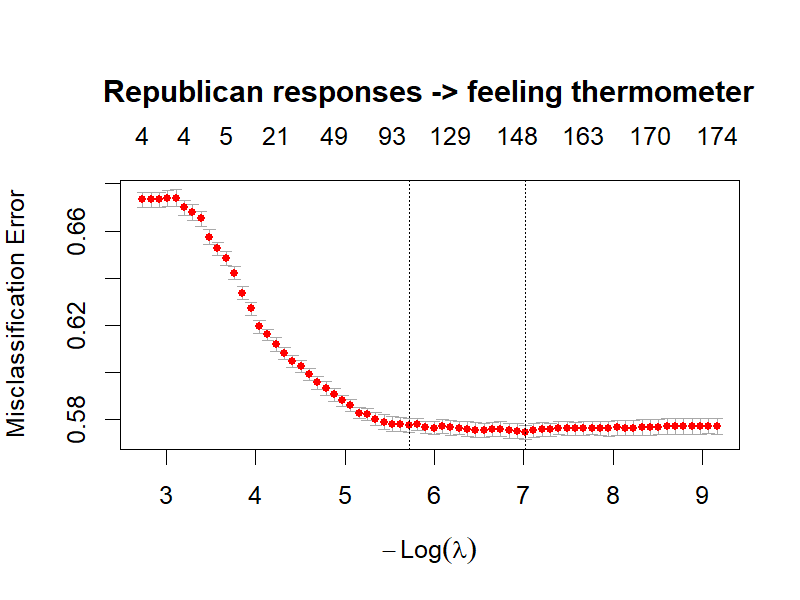 Republican responses -> feeling thermometer
4 4 5 21 49 93 129 148 163 170 174
Misclassification Error
0.66
0.62
0.58
3 4 5 6 7 8 9
−Log(λ)